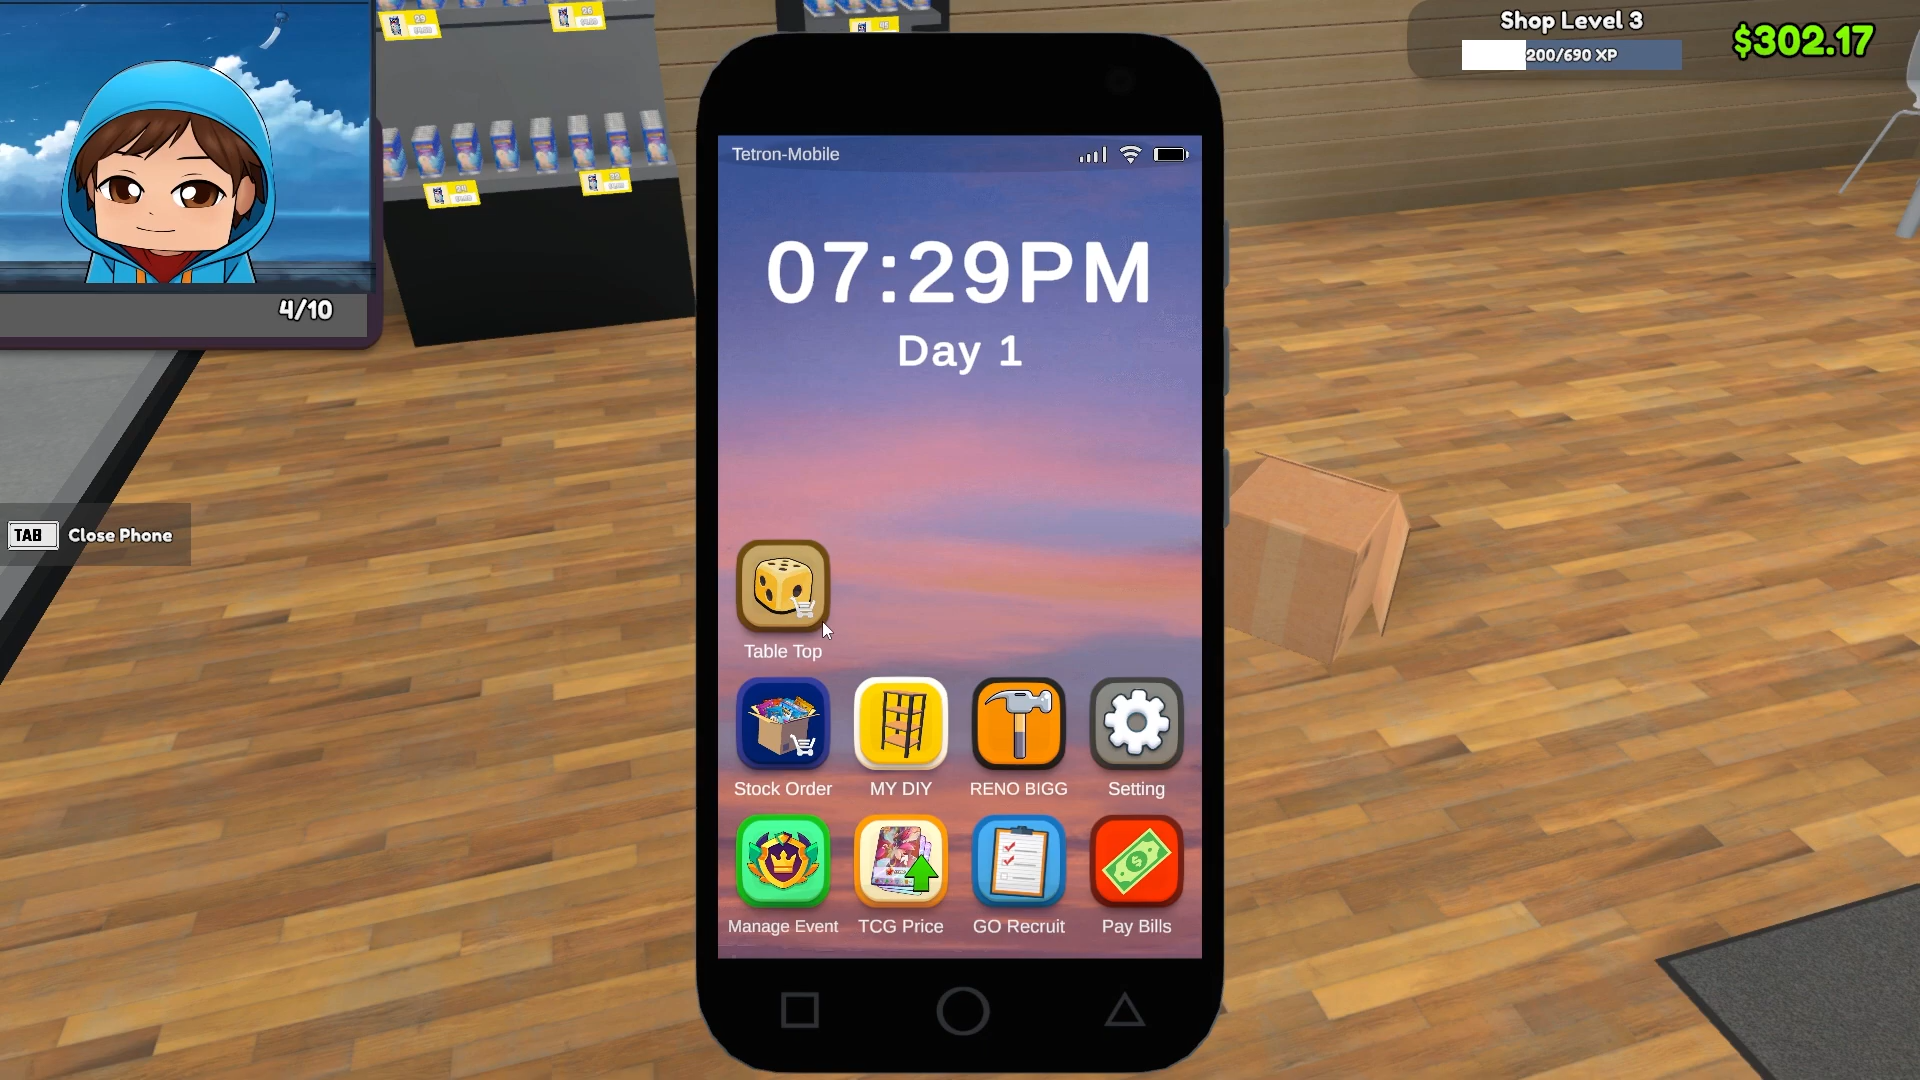 Shop Level 3
200/690 XP
$302.17
4/10
TAB Close Phone
Tetron-Mobile
07:29PM
Day 1
Table Top
Stock Order
MY DIY
RENO BIGG
Setting
Manage Event
TCG Price
GO Recruit
Pay Bills